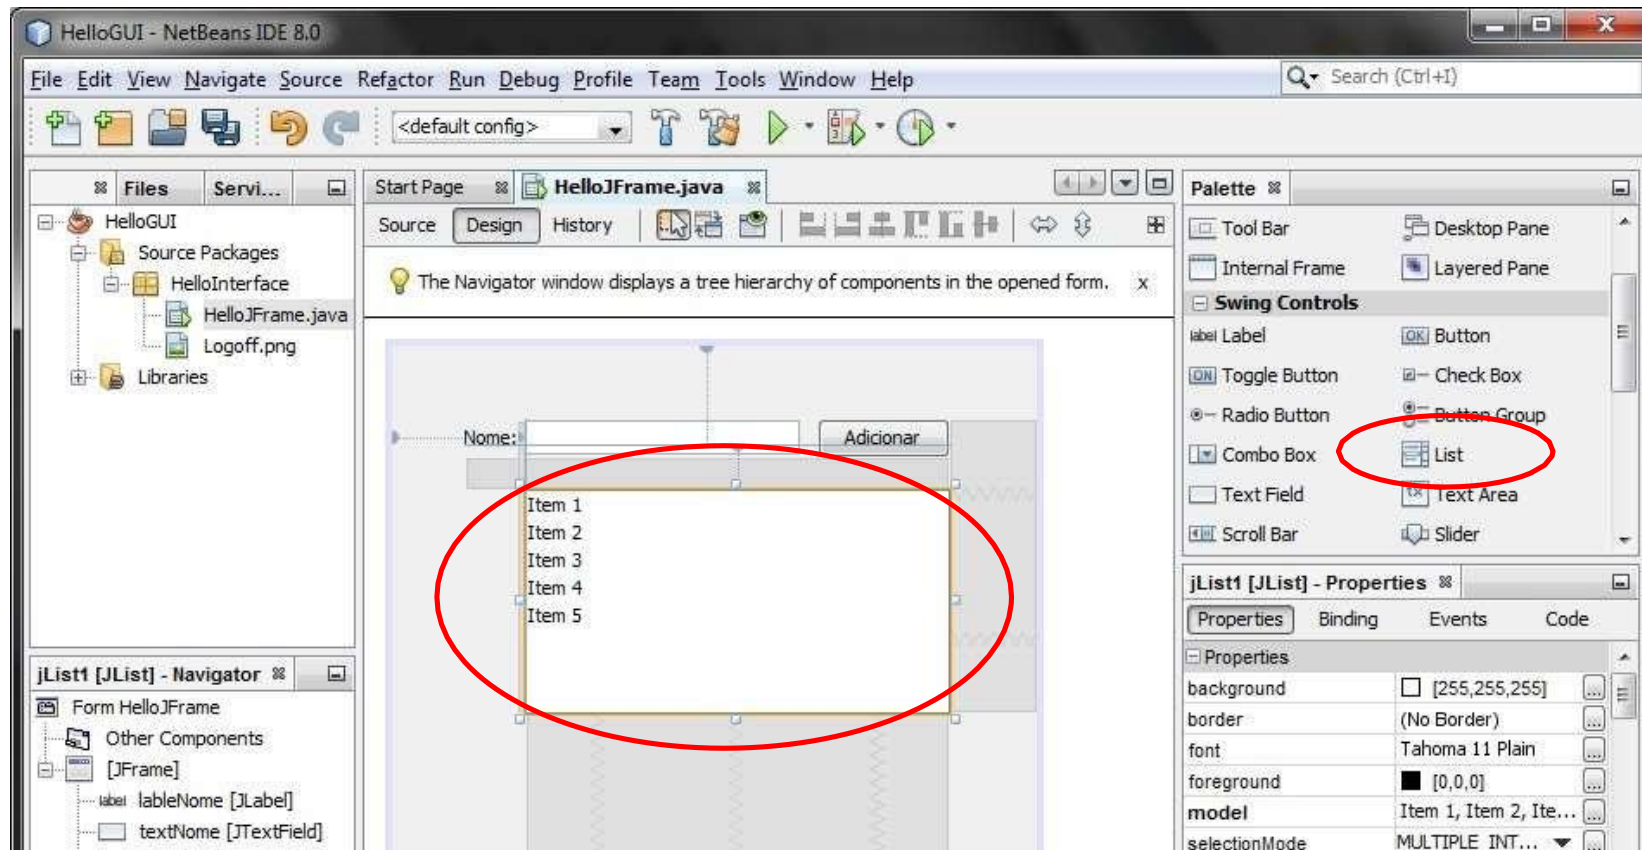 HelloGUI - NetBeans IDE 8.0
File Edit View Navigate Source Refactor Run Debug Profile Team Tools Window Help
Search (Ctrl+I)
<default config>
Files Servi...
HelloGUI
Source Packages
HelloInterface
HelloJFrame.java
Logoff.png
Libraries
jList1 [JList] - Navigator
Form HelloJFrame
Other Components
[JFrame]
label lableNome [JLabel]
textNome [JTextField]
Start Page HelloJFrame.java
Source Design History
The Navigator window displays a tree hierarchy of components in the opened form. x
Nome: Adicionar
Item 1
Item 2
Item 3
Item 4
Item 5
Palette
Tool Bar Desktop Pane
Internal Frame Layered Pane
Swing Controls
label Label OK Button
ON Toggle Button Check Box
Radio Button Button Group
Combo Box List
Text Field Text Area
Scroll Bar Slider
jList1 [JList] - Properties
Properties Binding Events Code
Properties
background [255,255,255] ...
border (No Border) ...
font Tahoma 11 Plain ...
foreground [0,0,0] ...
model Item 1, Item 2, Ite... ...
selectionMode MULTIPLE_INT... ...